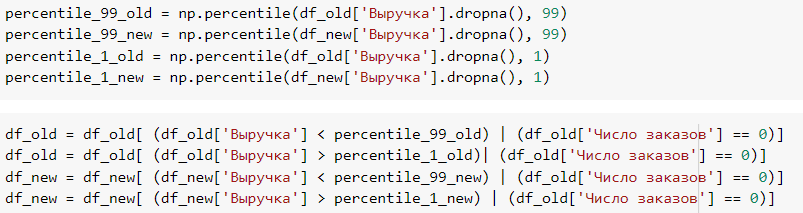 percentile_99_old = np.percentile(df_old['Выручка'].dropna(), 99)
percentile_99_new = np.percentile(df_new['Выручка'].dropna(), 99)
percentile_1_old = np.percentile(df_old['Выручка'].dropna(), 1)
percentile_1_new = np.percentile(df_new['Выручка'].dropna(), 1)
df_old = df_old[ (df_old['Выручка'] < percentile_99_old) | (df_old['Число заказов'] == 0)]
df_old = df_old[ (df_old['Выручка'] > percentile_1_old)| (df_old['Число заказов'] == 0)]
df_new = df_new[ (df_new['Выручка'] < percentile_99_new) | (df_old['Число заказов'] == 0)]
df_new = df_new[ (df_new['Выручка'] > percentile_1_new) | (df_old['Число заказов'] == 0)]